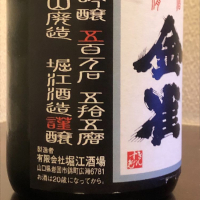 金雀
吟醸 五百万石 五拾五磨
山廃造 堀江酒造 謹醸
製造者
有限会社堀江酒場
山口県岩国市錦町広瀬6781
お酒は20歳になってから。